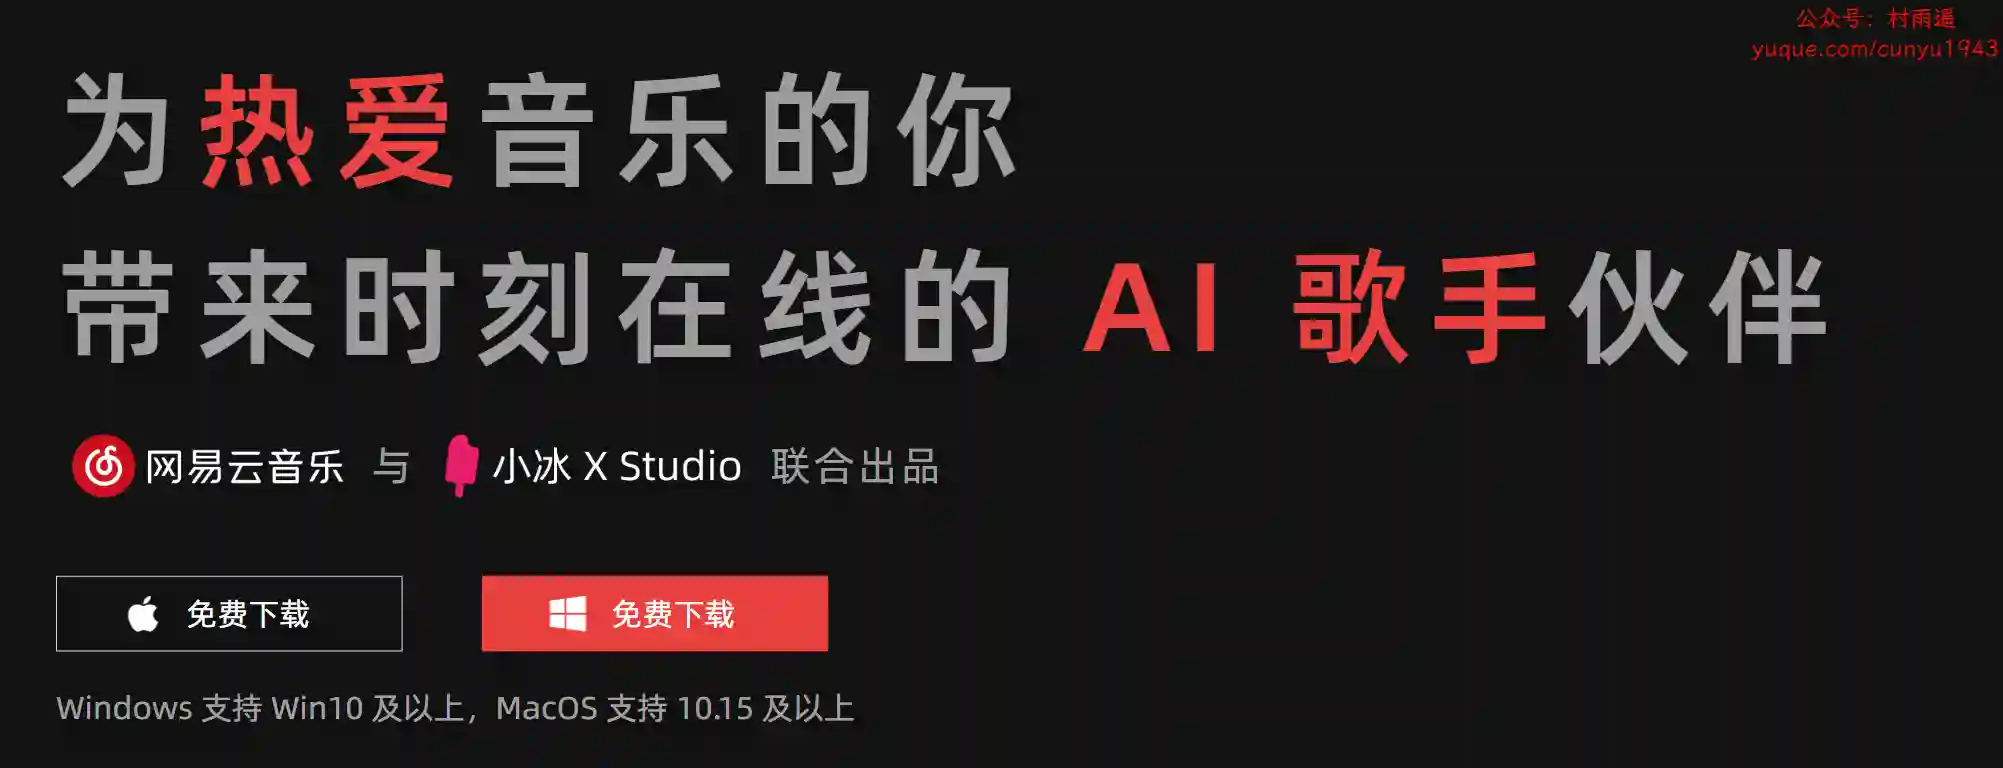 公众号：村雨遥
yuque.com/cunyu1943
为热爱音乐的你
带来时刻在线的 AI 歌手伙伴
网易云音乐 与 小冰 X Studio 联合出品
免费下载 免费下载
Windows 支持 Win10 及以上，MacOS 支持 10.15 及以上